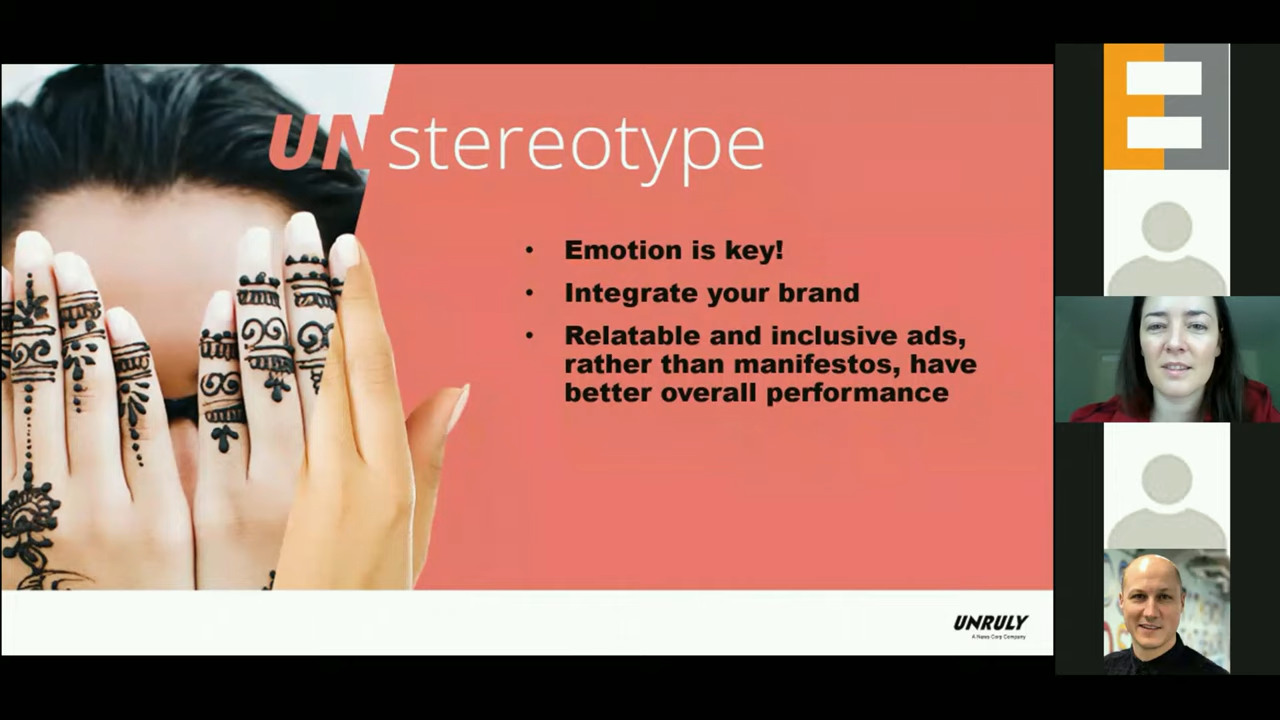 UNstereotype
• Emotion is key!
• Integrate your brand
• Relatable and inclusive ads,
rather than manifestos, have
better overall performance
UNRULY
A News Corp Company